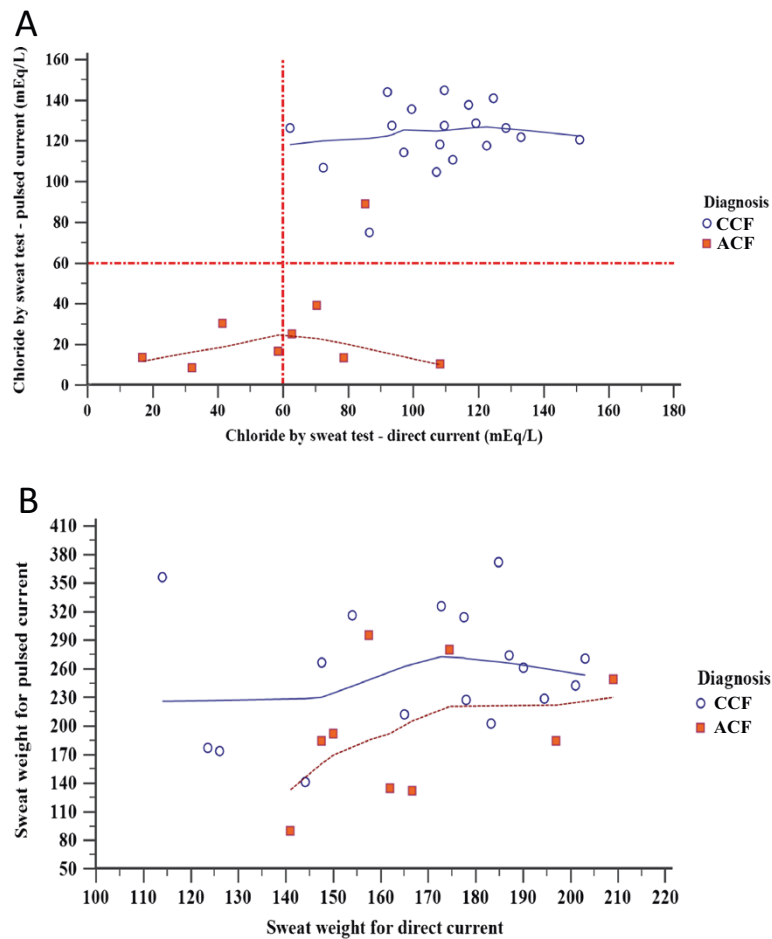 A
Chloride by sweat test - pulsed current (mEq/L)
160
140
120
100
80
60
40
20
0
0 20 40 60 80 100 120 140 160 180
Chloride by sweat test - direct current (mEq/L)
Diagnosis
CCF
ACF
B
Sweat weight for pulsed current
410
380
350
320
290
260
230
200
170
140
110
80
50
100 110 120 130 140 150 160 170 180 190 200 210 220
Sweat weight for direct current
Diagnosis
CCF
ACF